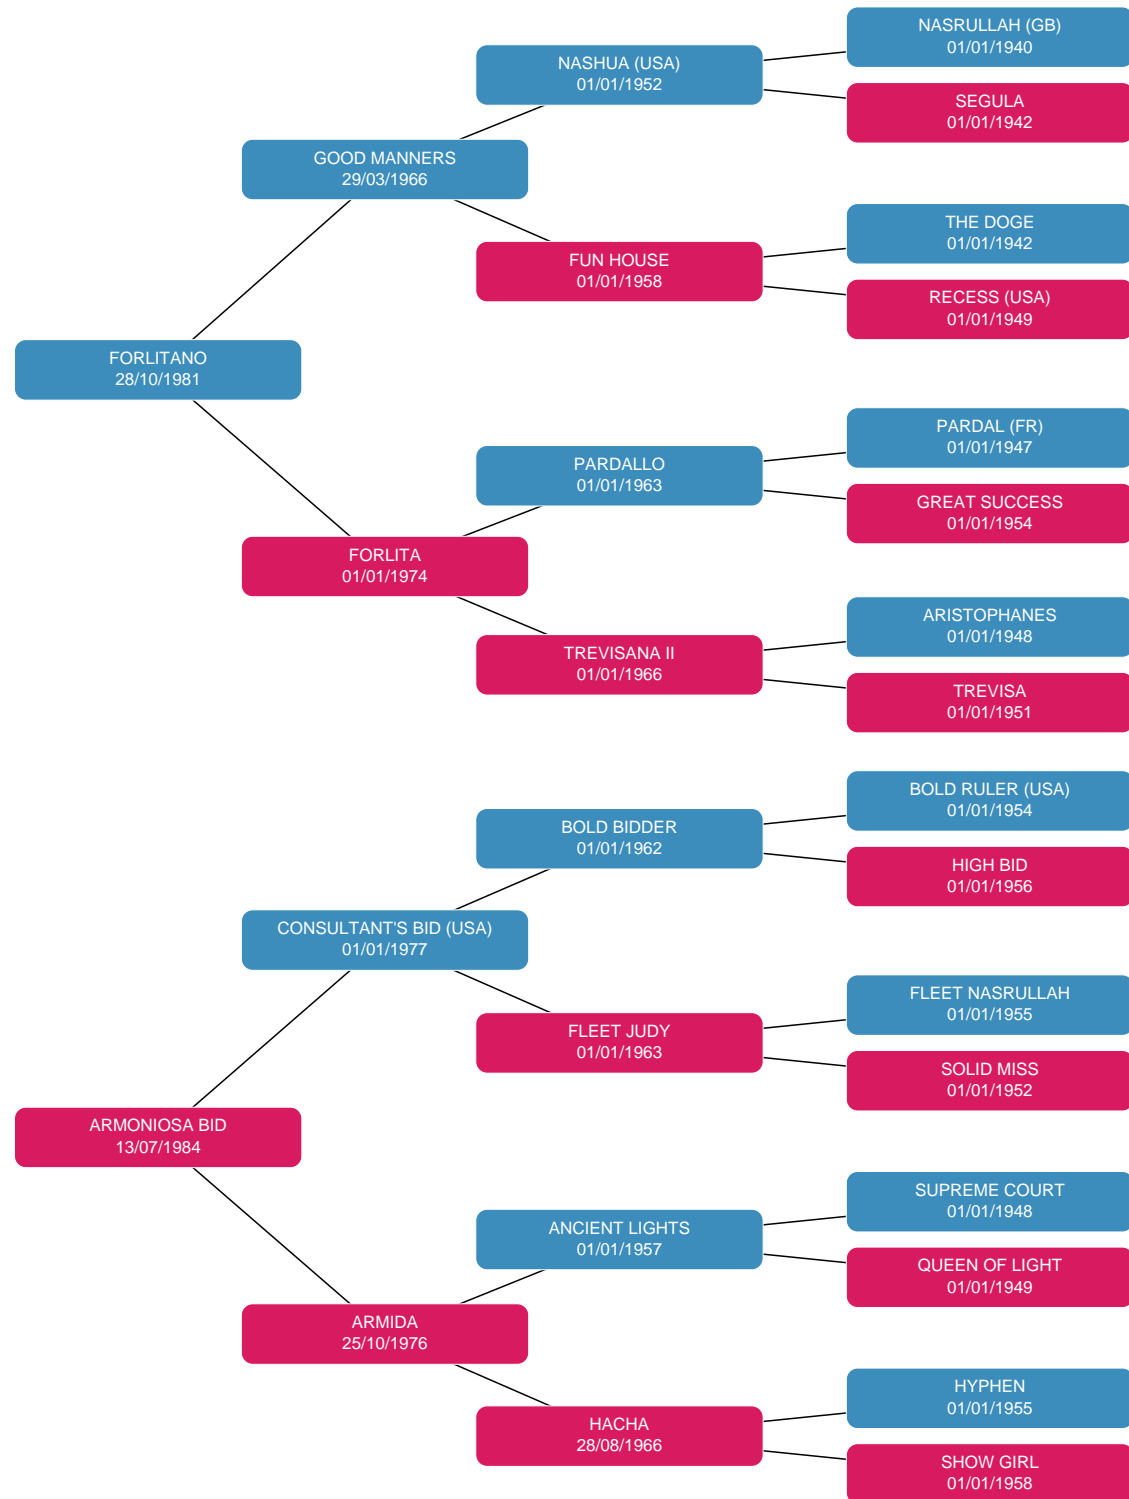 NASRULLAH (GB)
01/01/1940
NASHUA (USA)
01/01/1952
SEGULA
01/01/1942
GOOD MANNERS
29/03/1966
THE DOGE
01/01/1942
FUN HOUSE
01/01/1958
RECESS (USA)
01/01/1949
FORLITANO
28/10/1981
PARDAL (FR)
01/01/1947
PARDALLO
01/01/1963
GREAT SUCCESS
01/01/1954
FORLITA
01/01/1974
ARISTOPHANES
01/01/1948
TREVISANA II
01/01/1966
TREVISA
01/01/1951
BOLD RULER (USA)
01/01/1954
BOLD BIDDER
01/01/1962
HIGH BID
01/01/1956
CONSULTANT'S BID (USA)
01/01/1977
FLEET NASRULLAH
01/01/1955
FLEET JUDY
01/01/1963
SOLID MISS
01/01/1952
ARMONIOSA BID
13/07/1984
SUPREME COURT
01/01/1948
ANCIENT LIGHTS
01/01/1957
QUEEN OF LIGHT
01/01/1949
ARMIDA
25/10/1976
HYPHEN
01/01/1955
HACHA
28/08/1966
SHOW GIRL
01/01/1958